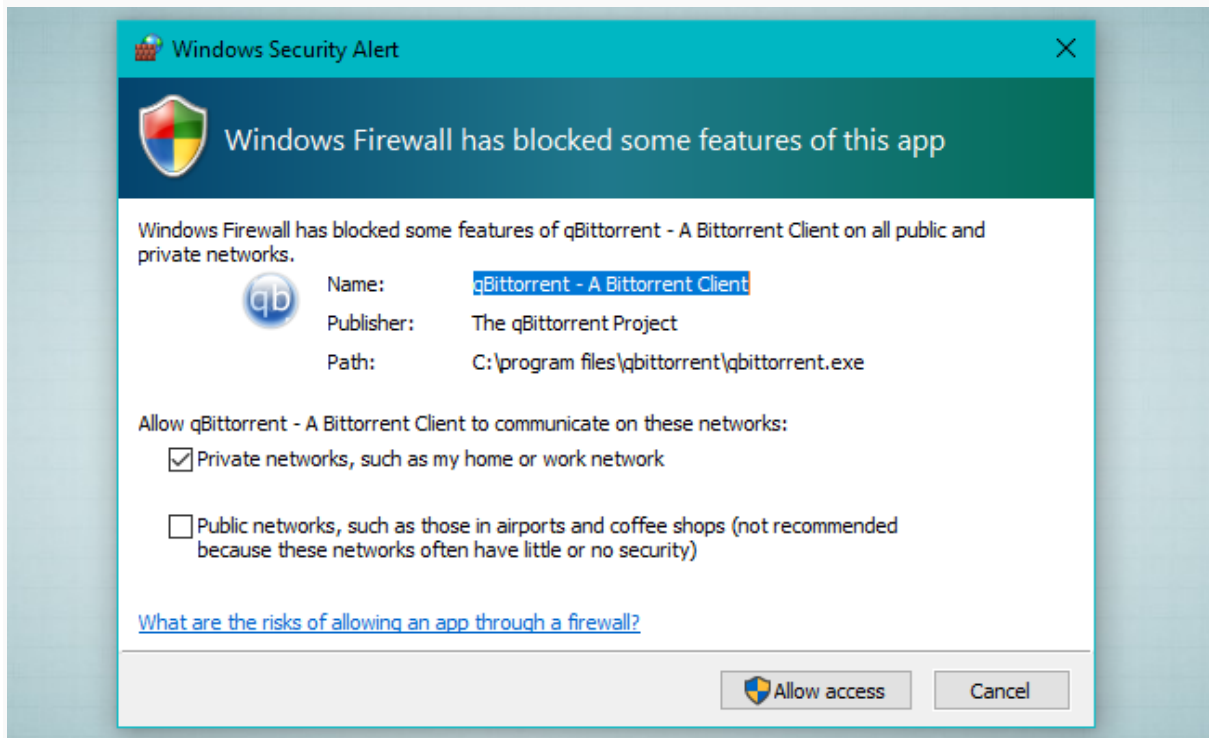 Windows Security Alert
Windows Firewall has blocked some features of this app
Windows Firewall has blocked some features of qBittorrent - A Bittorrent Client on all public and
private networks.
qb
Name: qBittorrent - A Bittorrent Client
Publisher: The qBittorrent Project
Path: C:\program files\qbittorrent\qbittorrent.exe
Allow qBittorrent - A Bittorrent Client to communicate on these networks:
Private networks, such as my home or work network
Public networks, such as those in airports and coffee shops (not recommended
because these networks often have little or no security)
What are the risks of allowing an app through a firewall?
Allow access Cancel